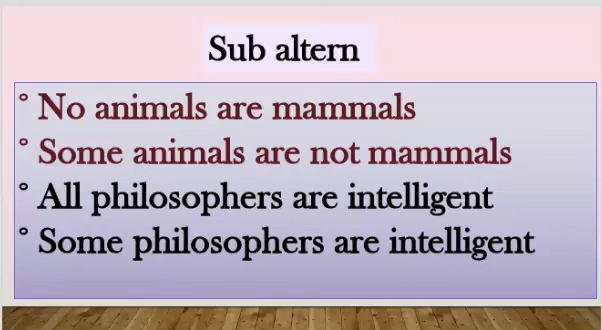 Sub altern
° No animals are mammals
° Some animals are not mammals
° All philosophers are intelligent
° Some philosophers are intelligent